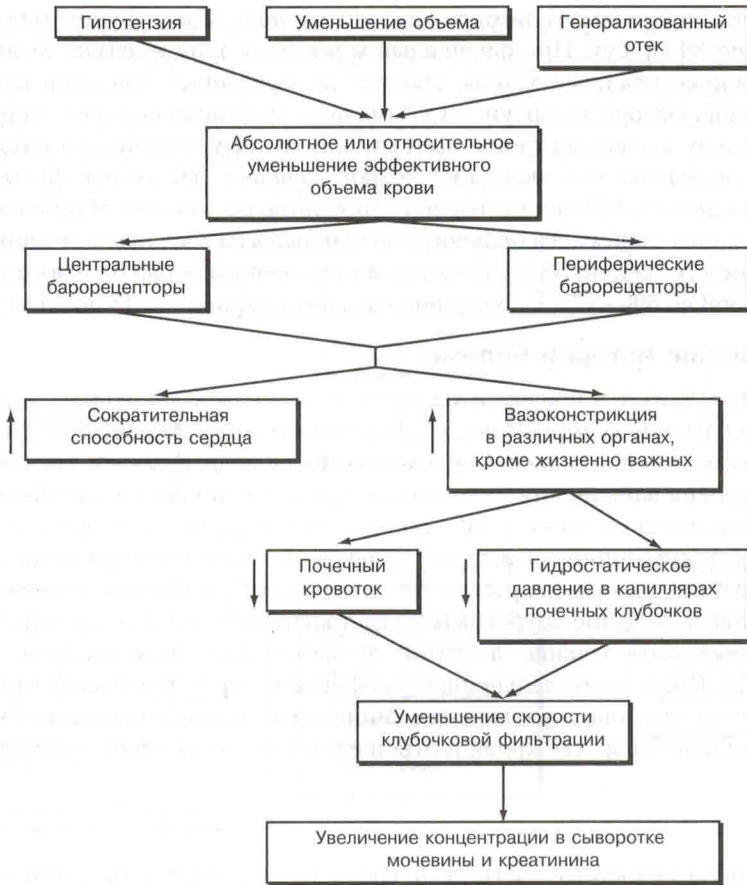 Гипотензия
Уменьшение объема
Генерализованный
отек
Абсолютное или относительное
уменьшение эффективного
объема крови
Центральные
барорецепторы
Периферические
барорецепторы
Сократительная
способность сердца
Вазоконстрикция
в различных органах,
кроме жизненно важных
Почечный
кровоток
Гидростатическое
давление в капиллярах
почечных клубочков
Уменьшение скорости
клубочковой фильтрации
Увеличение концентрации в сыворотке
мочевины и креатинина